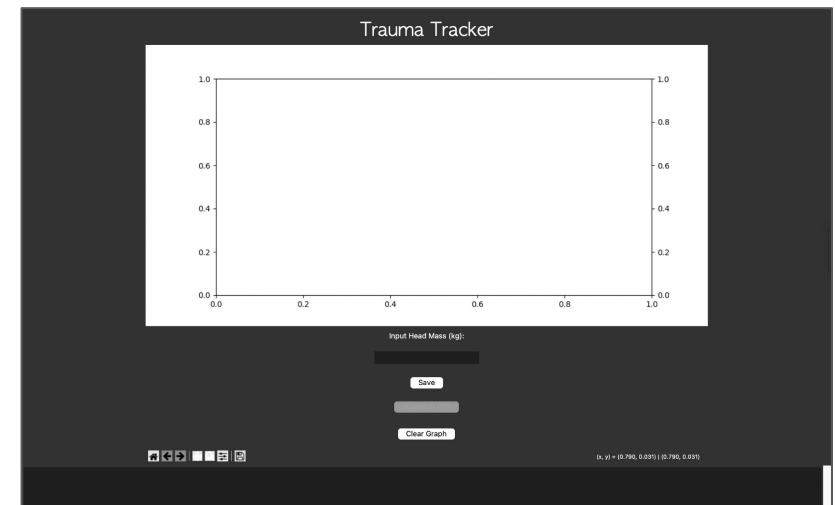 Trauma Tracker
1.0 1.0
0.8 0.8
0.6 0.6
0.4 0.4
0.2 0.2
0.0 0.0
0.0 0.2 0.4 0.6 0.8 1.0
Input Head Mass (kg):
Save
Clear Graph
(x, y) = (0.790, 0.031) | (0.790, 0.031)